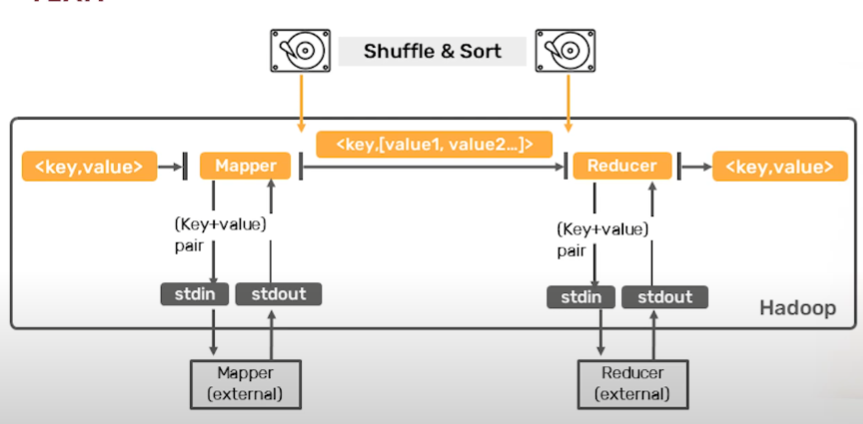 Shuffle & Sort
<key,[value1, value2...]>
<key,value>
Mapper
Reducer
<key,value>
(Key+value)
pair
(Key+value)
pair
stdin
stdout
stdin
stdout
Hadoop
Mapper
(external)
Reducer
(external)